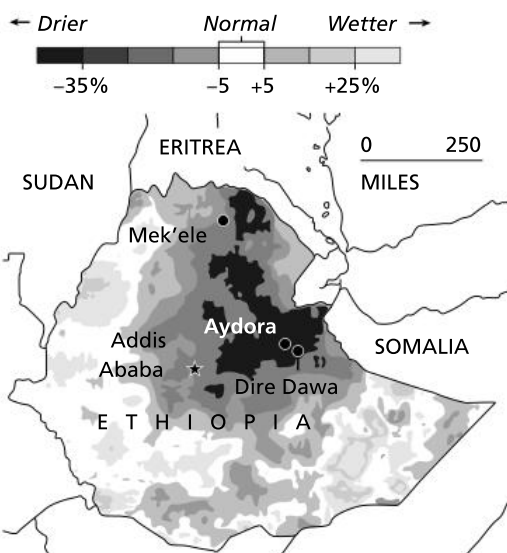 ← Drier Normal Wetter →
−35% −5 +5 +25%
ERITREA
0 250
MILES
SUDAN
Mek'ele
Aydora
Addis
Ababa
SOMALIA
Dire Dawa
ETHIOPIA